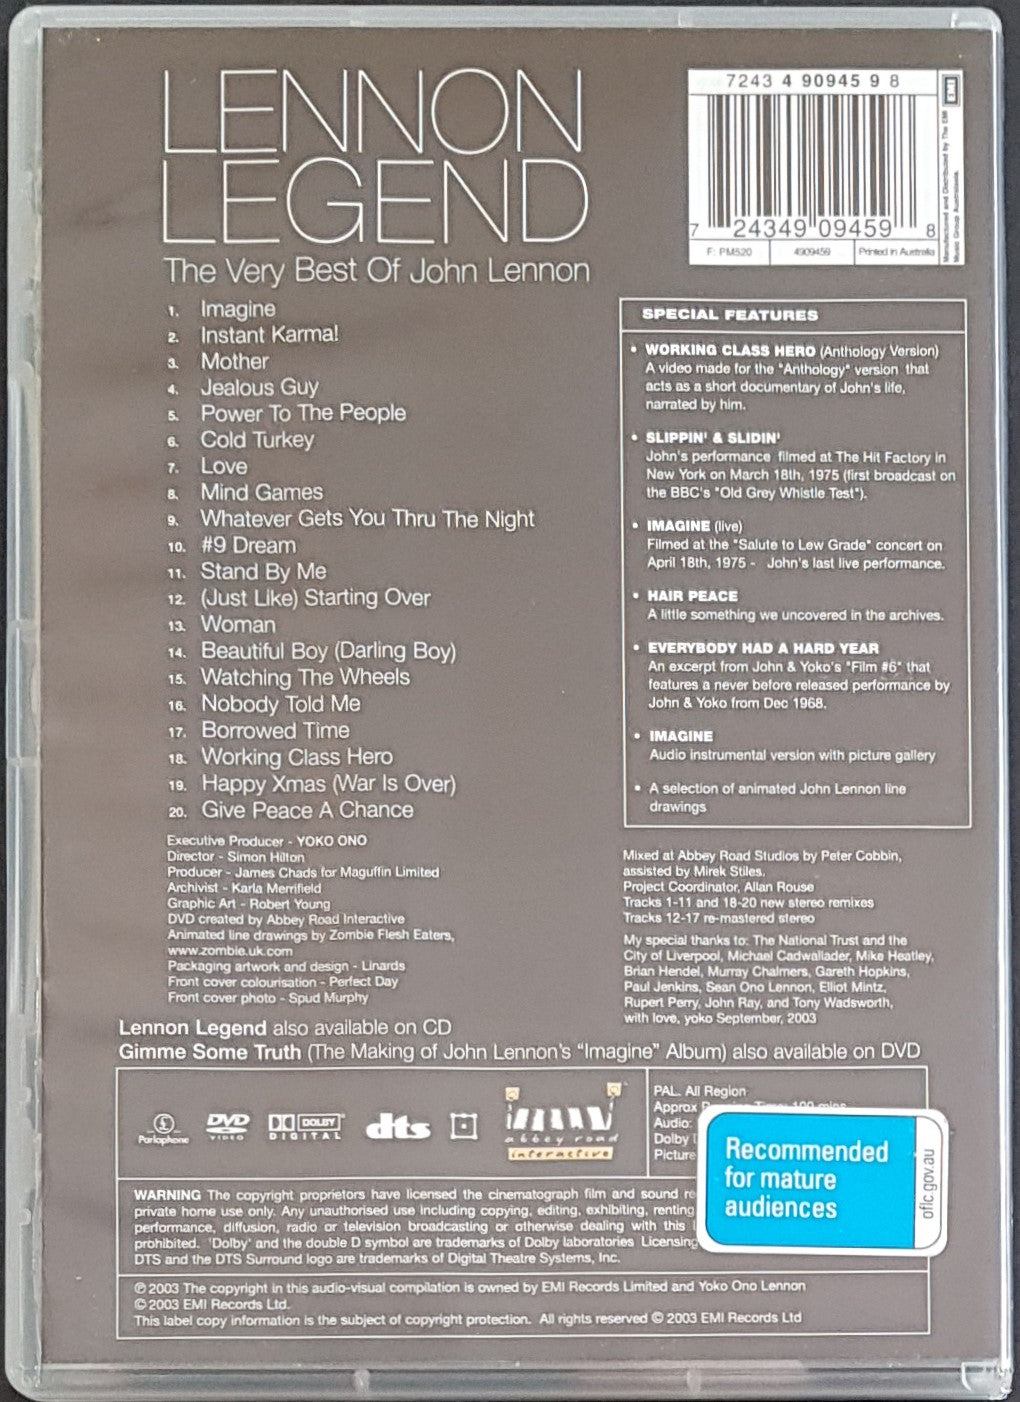 LENNON
LEGEND
The Very Best Of John Lennon
7243 4 90945 9 8
7 24349 09459 8
F: PM520 4909459 Printed in Australia
Manufactured and Distributed by The EMI
Music Group Australasia.
EMI
1. Imagine
2. Instant Karma!
3. Mother
4. Jealous Guy
5. Power To The People
6. Cold Turkey
7. Love
8. Mind Games
9. Whatever Gets You Thru The Night
10. #9 Dream
11. Stand By Me
12. (Just Like) Starting Over
13. Woman
14. Beautiful Boy (Darling Boy)
15. Watching The Wheels
16. Nobody Told Me
17. Borrowed Time
18. Working Class Hero
19. Happy Xmas (War Is Over)
20. Give Peace A Chance
SPECIAL FEATURES
• WORKING CLASS HERO (Anthology Version)
A video made for the "Anthology" version that
acts as a short documentary of John's life,
narrated by him.
• SLIPPIN' & SLIDIN'
John's performance filmed at The Hit Factory in
New York on March 18th, 1975 (first broadcast on
the BBC's "Old Grey Whistle Test").
• IMAGINE (live)
Filmed at the "Salute to Lew Grade" concert on
April 18th, 1975 - John's last live performance.
• HAIR PEACE
A little something we uncovered in the archives.
• EVERYBODY HAD A HARD YEAR
An excerpt from John & Yoko's "Film #6" that
features a never before released performance by
John & Yoko from Dec 1968.
• IMAGINE
Audio instrumental version with picture gallery
• A selection of animated John Lennon line
drawings
Executive Producer - YOKO ONO
Director - Simon Hilton
Producer - James Chads for Maguffin Limited
Archivist - Karla Merrifield
Graphic Art - Robert Young
DVD created by Abbey Road Interactive
Animated line drawings by Zombie Flesh Eaters,
www.zombie.uk.com
Packaging artwork and design - Linards
Front cover colourisation - Perfect Day
Front cover photo - Spud Murphy
Mixed at Abbey Road Studios by Peter Cobbin,
assisted by Mirek Stiles.
Project Coordinator, Allan Rouse
Tracks 1-11 and 18-20 new stereo remixes
Tracks 12-17 re-mastered stereo
My special thanks to: The National Trust and the
City of Liverpool, Michael Cadwallader, Mike Heatley,
Brian Hendel, Murray Chalmers, Gareth Hopkins,
Paul Jenkins, Sean Ono Lennon, Elliot Mintz,
Rupert Perry, John Ray, and Tony Wadsworth,
with love, yoko September, 2003
Lennon Legend also available on CD
Gimme Some Truth (The Making of John Lennon's "Imagine" Album) also available on DVD
£
Parlophone
DVD
VIDEO
DOLBY
DIGITAL
dts
abbey road
interactive
PAL. All Region
Approx Running Time: 100 mins
Audio:
Dolby
Picture
Recommended
for mature
audiences
oflc.gov.au
WARNING The copyright proprietors have licensed the cinematograph film and sound
private home use only. Any unauthorised use including copying, editing, exhibiting, renting
performance, diffusion, radio or television broadcasting or otherwise dealing with this
prohibited. 'Dolby' and the double D symbol are trademarks of Dolby laboratories Licensing
DTS and the DTS Surround logo are trademarks of Digital Theatre Systems, Inc.
℗ 2003 The copyright in this audio-visual compilation is owned by EMI Records Limited and Yoko Ono Lennon
© 2003 EMI Records Ltd.
This label copy information is the subject of copyright protection. All rights reserved © 2003 EMI Records Ltd